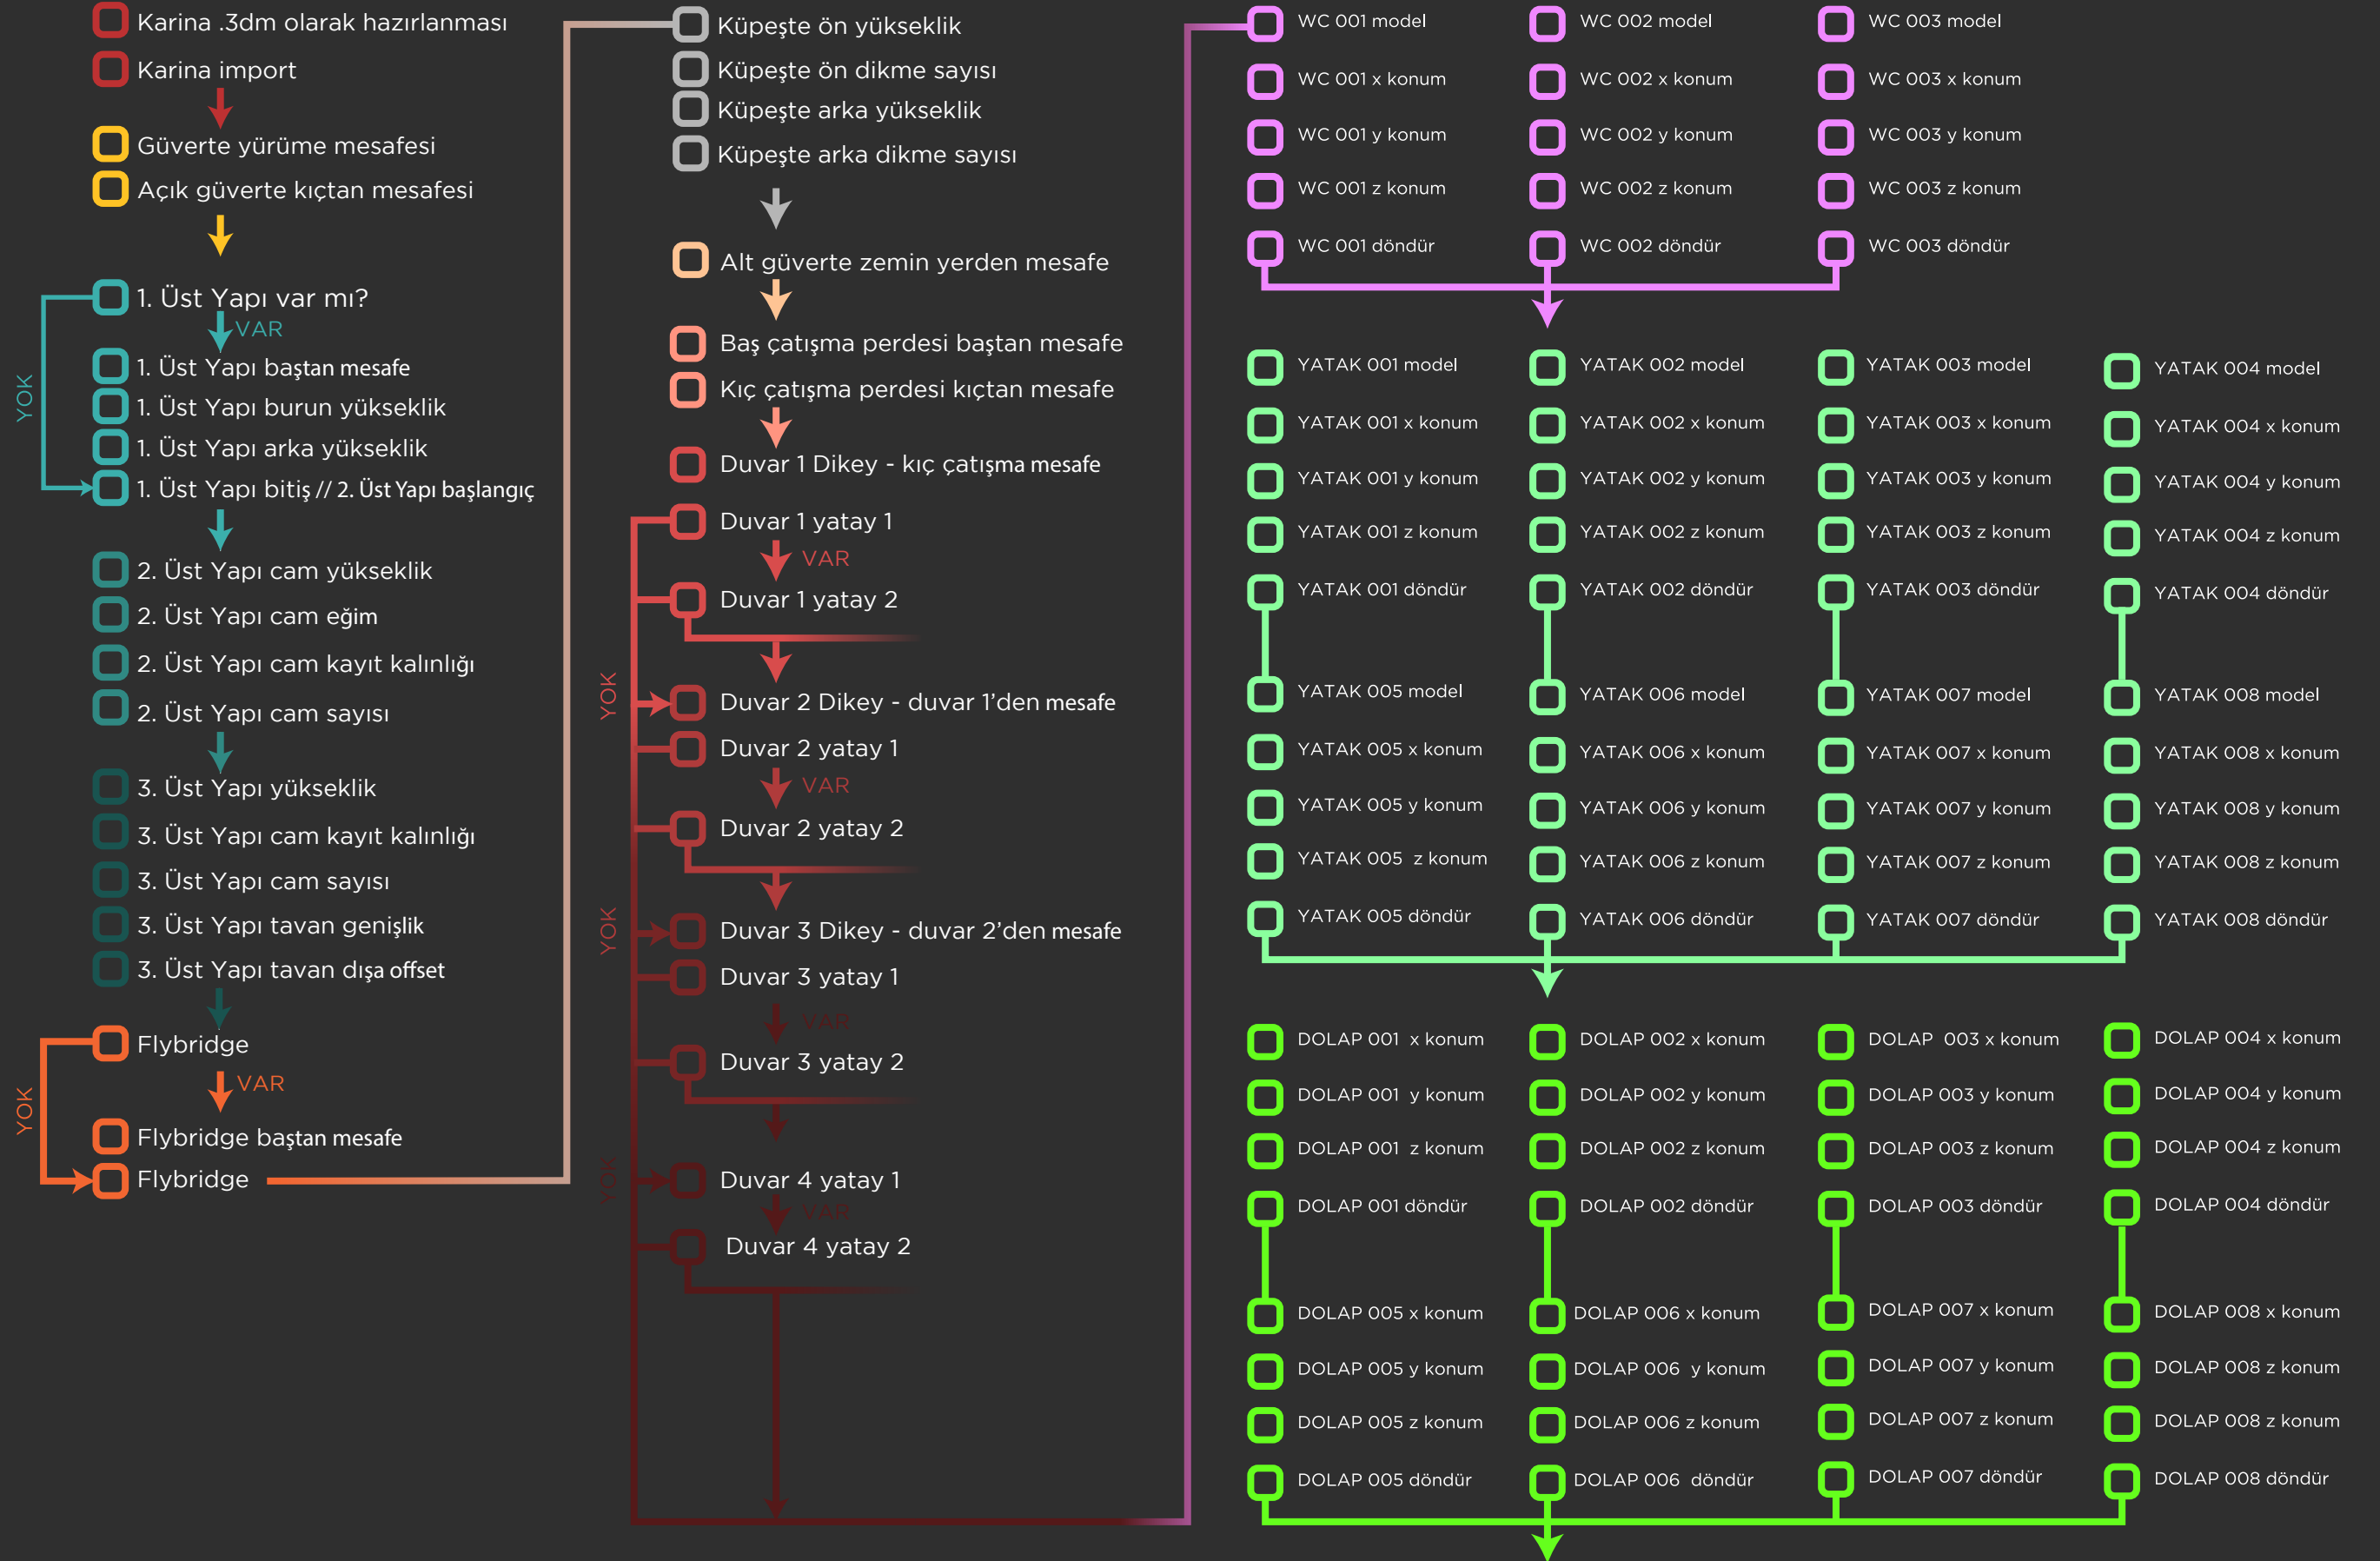 Karina .3dm olarak hazırlanması
Karina import
Güverte yürüme mesafesi
Açık güverte kıçtan mesafesi
1. Üst Yapı var mı?
VAR
YOK
1. Üst Yapı baştan mesafe
1. Üst Yapı burun yükseklik
1. Üst Yapı arka yükseklik
1. Üst Yapı bitiş // 2. Üst Yapı başlangıç
2. Üst Yapı cam yükseklik
2. Üst Yapı cam eğim
2. Üst Yapı cam kayıt kalınlığı
2. Üst Yapı cam sayısı
3. Üst Yapı yükseklik
3. Üst Yapı cam kayıt kalınlığı
3. Üst Yapı cam sayısı
3. Üst Yapı tavan genişlik
3. Üst Yapı tavan dışa offset
Flybridge
VAR
YOK
Flybridge baştan mesafe
Flybridge
Küpeşte ön yükseklik
Küpeşte ön dikme sayısı
Küpeşte arka yükseklik
Küpeşte arka dikme sayısı
Alt güverte zemin yerden mesafe
Baş çatışma perdesi baştan mesafe
Kıç çatışma perdesi kıçtan mesafe
Duvar 1 Dikey - kıç çatışma mesafe
Duvar 1 yatay 1
VAR
Duvar 1 yatay 2
YOK
Duvar 2 Dikey - duvar 1'den mesafe
Duvar 2 yatay 1
VAR
Duvar 2 yatay 2
YOK
Duvar 3 Dikey - duvar 2'den mesafe
Duvar 3 yatay 1
VAR
Duvar 3 yatay 2
YOK
Duvar 4 yatay 1
VAR
Duvar 4 yatay 2
WC 001 model
WC 001 x konum
WC 001 y konum
WC 001 z konum
WC 001 döndür
WC 002 model
WC 002 x konum
WC 002 y konum
WC 002 z konum
WC 002 döndür
WC 003 model
WC 003 x konum
WC 003 y konum
WC 003 z konum
WC 003 döndür
YATAK 001 model
YATAK 001 x konum
YATAK 001 y konum
YATAK 001 z konum
YATAK 001 döndür
YATAK 002 model
YATAK 002 x konum
YATAK 002 y konum
YATAK 002 z konum
YATAK 002 döndür
YATAK 003 model
YATAK 003 x konum
YATAK 003 y konum
YATAK 003 z konum
YATAK 003 döndür
YATAK 004 model
YATAK 004 x konum
YATAK 004 y konum
YATAK 004 z konum
YATAK 004 döndür
YATAK 005 model
YATAK 005 x konum
YATAK 005 y konum
YATAK 005  z konum
YATAK 005 döndür
YATAK 006 model
YATAK 006 x konum
YATAK 006 y konum
YATAK 006 z konum
YATAK 006 döndür
YATAK 007 model
YATAK 007 x konum
YATAK 007 y konum
YATAK 007 z konum
YATAK 007 döndür
YATAK 008 model
YATAK 008 x konum
YATAK 008 y konum
YATAK 008 z konum
YATAK 008 döndür
DOLAP 001  x konum
DOLAP 001  y konum
DOLAP 001  z konum
DOLAP 001 döndür
DOLAP 002 x konum
DOLAP 002 y konum
DOLAP 002 z konum
DOLAP 002 döndür
DOLAP  003 x konum
DOLAP 003 y konum
DOLAP 003 z konum
DOLAP 003 döndür
DOLAP 004 x konum
DOLAP 004 y konum
DOLAP 004 z konum
DOLAP 004 döndür
DOLAP 005 x konum
DOLAP 005 y konum
DOLAP 005 z konum
DOLAP 005 döndür
DOLAP 006 x konum
DOLAP 006  y konum
DOLAP 006 z konum
DOLAP 006  döndür
DOLAP 007 x konum
DOLAP 007 y konum
DOLAP 007 z konum
DOLAP 007 döndür
DOLAP 008 x konum
DOLAP 008 z konum
DOLAP 008 z konum
DOLAP 008 döndür